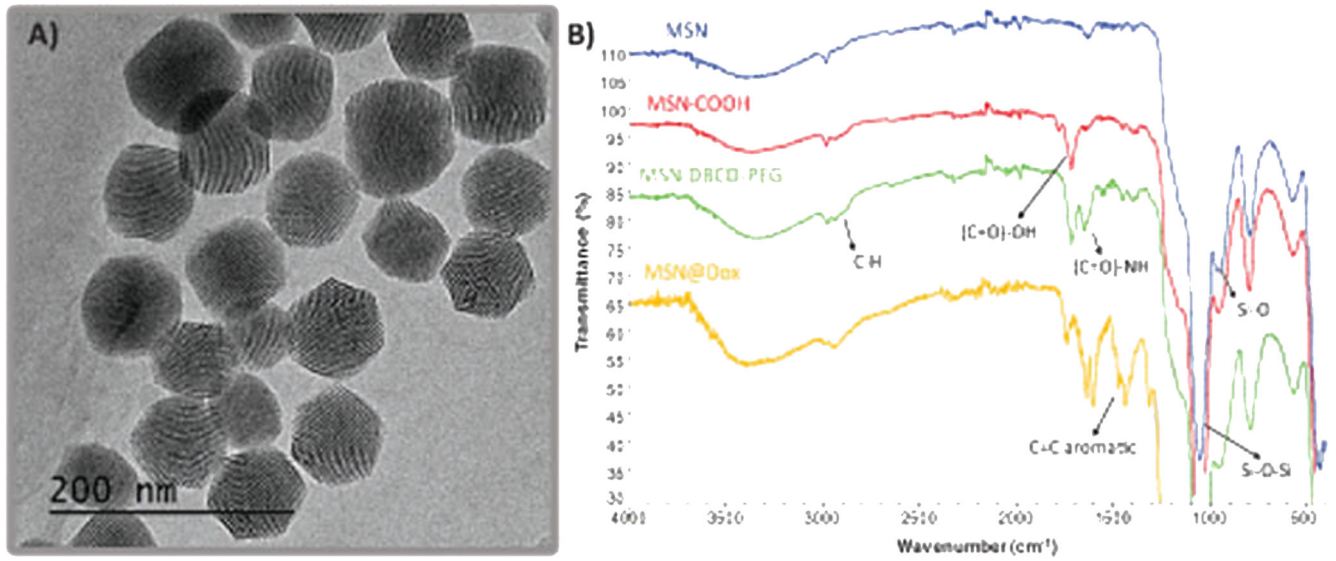 A)
200 nm
B)
MSN
MSN-COOH
MSN-DBCO-PEG
MSN@Dox
(C=O)-OH
C-H
(C=O)-NH
C=C aromatic
Si-O
Si-O-Si
Transmittance (%)
110
105
100
95
90
85
80
75
70
65
60
55
50
45
40
35
30
4000
3500
3000
2500
2000
1500
1000
500
Wavenumber (cm⁻¹)